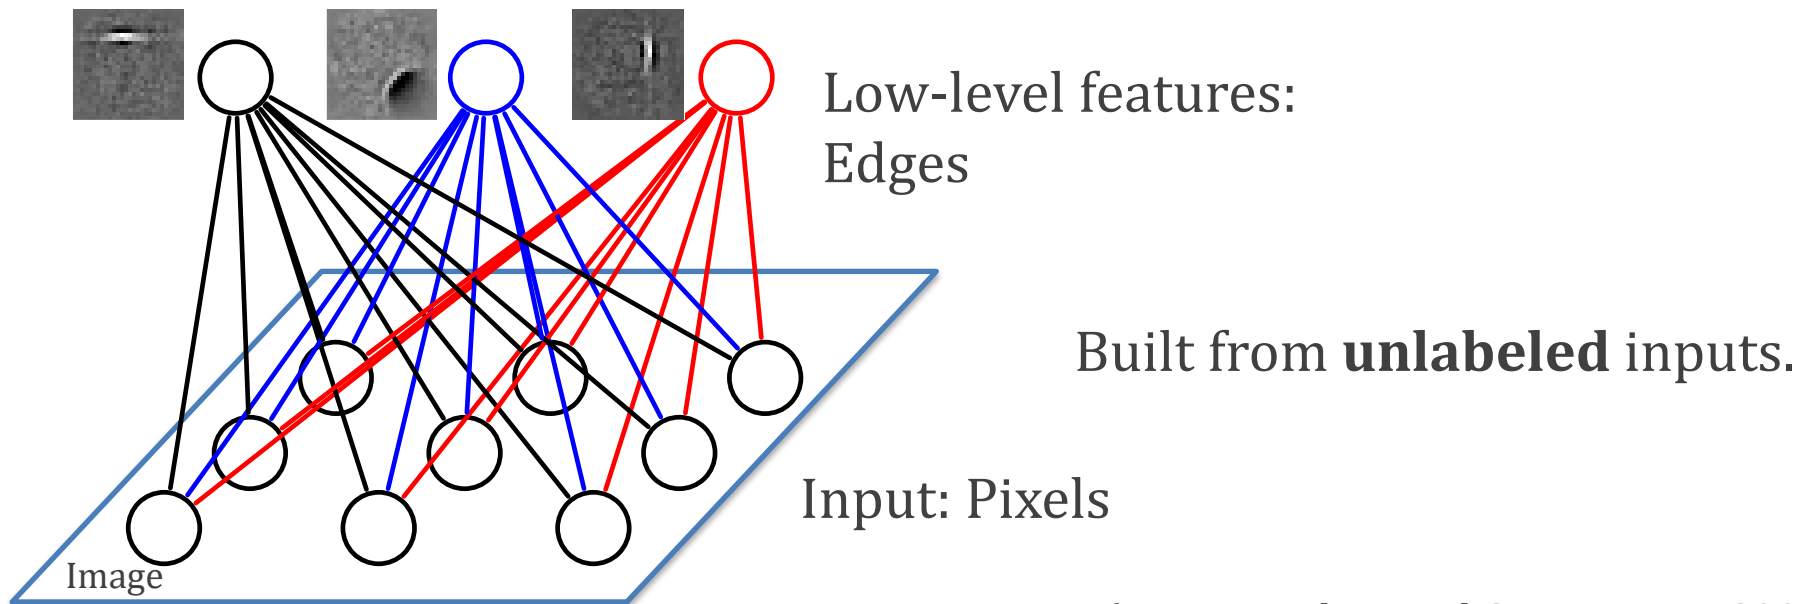 Low-level features:
Edges
Built from unlabeled inputs.
Input: Pixels
Image